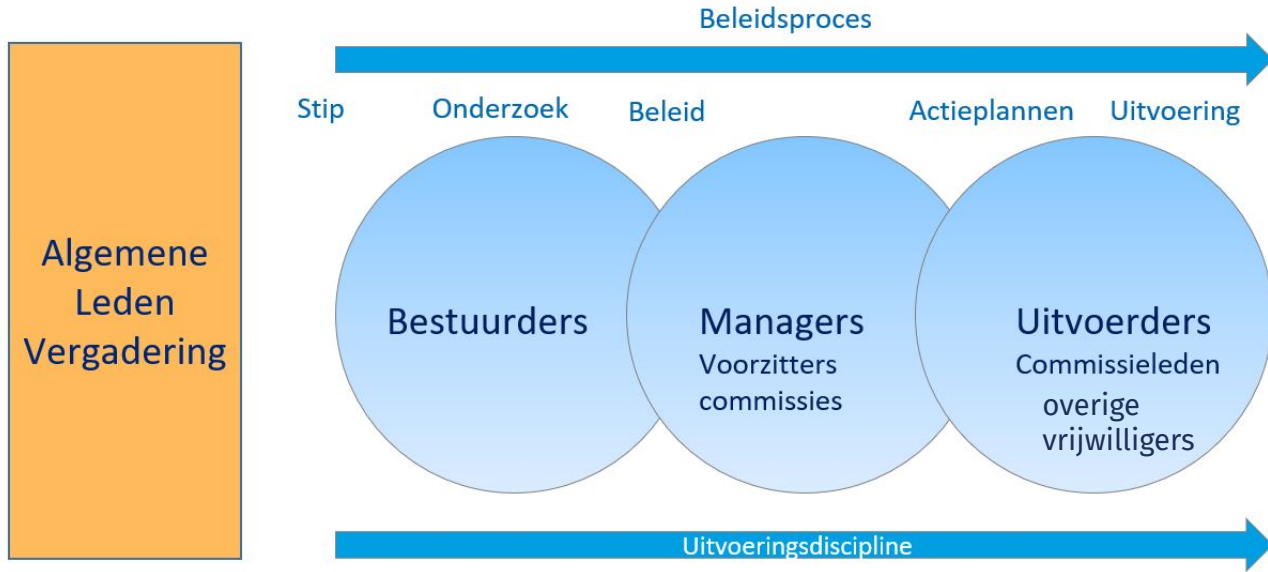 Beleidsproces
Stip
Onderzoek
Beleid
Actieplannen
Uitvoering
Algemene
Leden
Vergadering
Bestuurders
Managers
Voorzitters
commissies
Uitvoerders
Commissieleden
overige
vrijwilligers
Uitvoeringsdiscipline